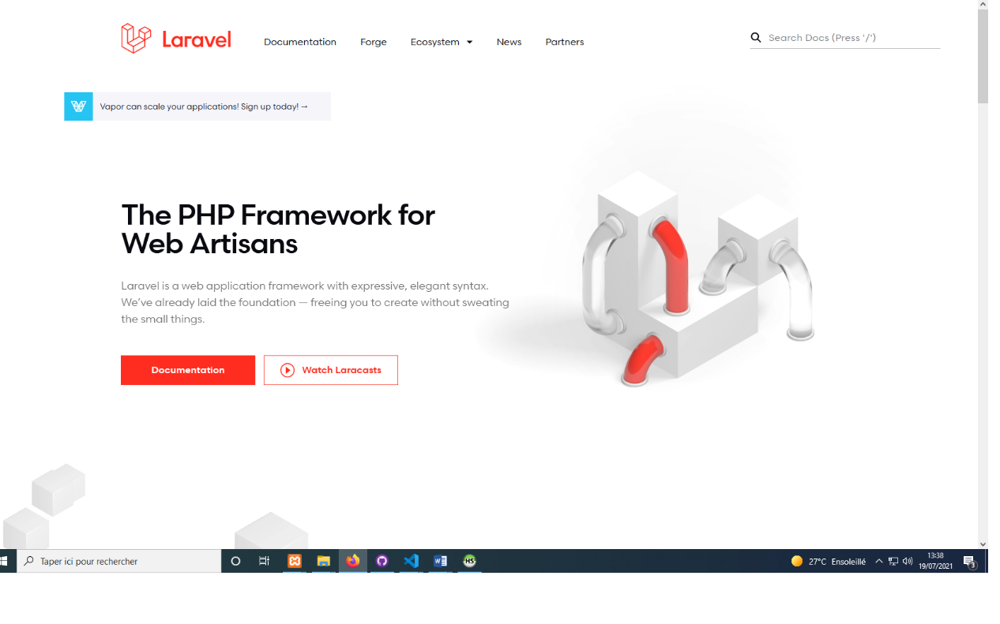 Laravel
Documentation Forge Ecosystem News Partners
Search Docs (Press '/')
Vapor can scale your applications! Sign up today! →
The PHP Framework for
Web Artisans
Laravel is a web application framework with expressive, elegant syntax.
We’ve already laid the foundation — freeing you to create without sweating
the small things.
Documentation
Watch Laracasts
Taper ici pour rechercher
W
HS
27°C Ensoleillé
13:38
19/07/2021
3